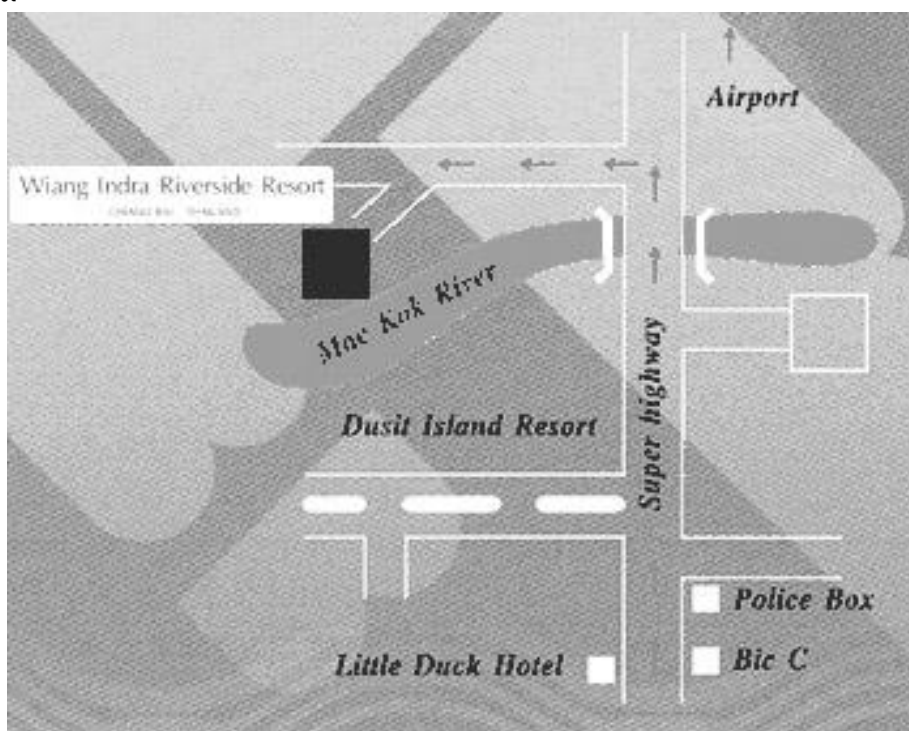 Airport
Wiang Indra Riverside Resort
Mae Kok River
Super highway
Dusit Island Resort
Police Box
Little Duck Hotel
Bic C